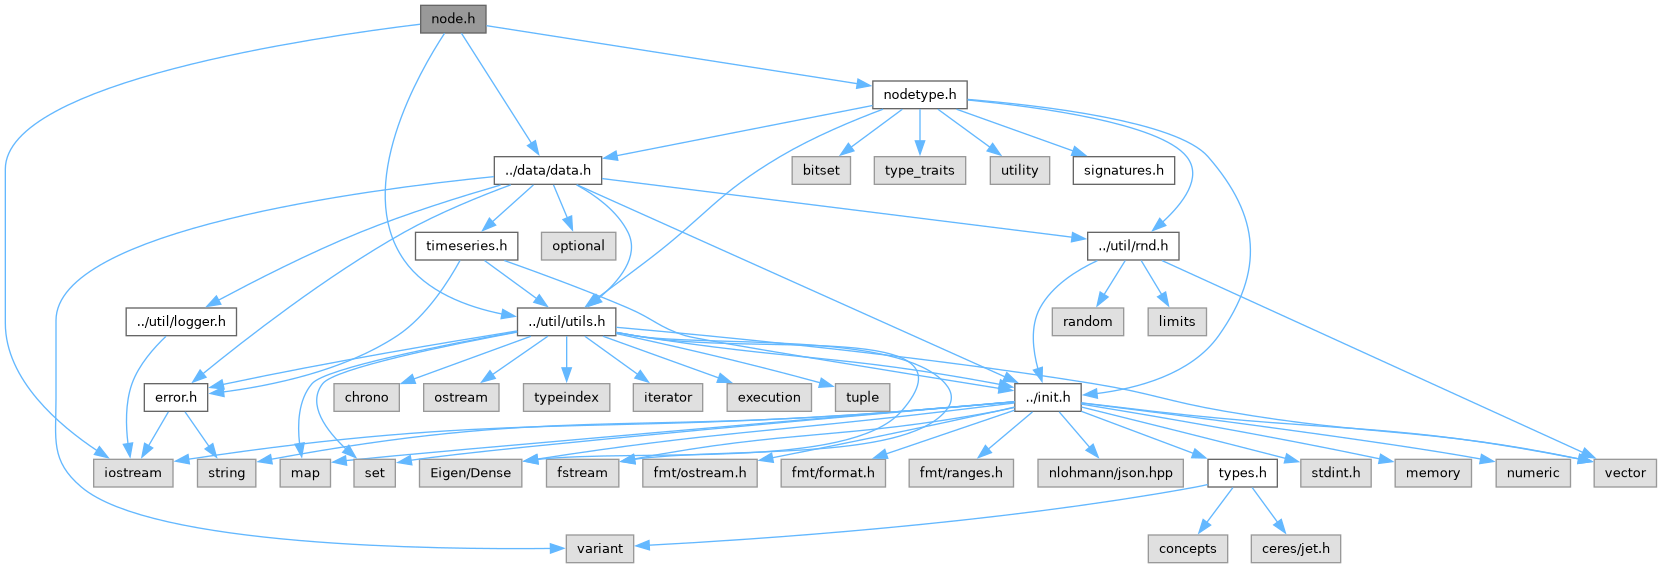 node.h
nodetype.h
../data/data.h
bitset
type_traits
utility
signatures.h
timeseries.h
optional
../util/rnd.h
../util/logger.h
../util/utils.h
random
limits
error.h
chrono
ostream
typeindex
iterator
execution
tuple
../init.h
iostream
string
map
set
Eigen/Dense
fstream
fmt/ostream.h
fmt/format.h
fmt/ranges.h
nlohmann/json.hpp
types.h
stdint.h
memory
numeric
vector
variant
concepts
ceres/jet.h